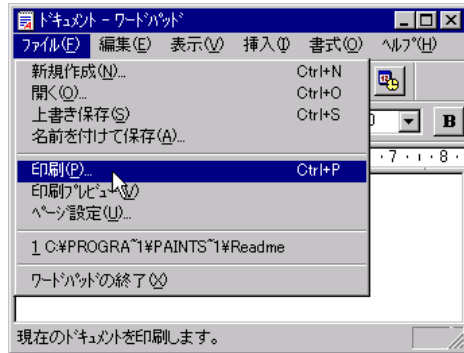 ﾄﾞｷｭﾒﾝﾄ - ﾜｰﾄﾞﾊﾟｯﾄﾞ
ﾌｧｲﾙ(F) 編集(E) 表示(V) 挿入(I) 書式(O) ﾍﾙﾌﾟ(H)
新規作成(N)... Ctrl+N
開く(O)... Ctrl+O
上書き保存(S) Ctrl+S
名前を付けて保存(A)...
B
印刷(P)... Ctrl+P
印刷ﾌﾟﾚﾋﾞｭｰ(V)
ﾍﾟｰｼﾞ設定(U)...
· 7 · ı · 8 ·
1 C:¥PROGRA~1¥PAINTS~1¥Readme
ﾜｰﾄﾞﾊﾟｯﾄﾞの終了(X)
現在のﾄﾞｷｭﾒﾝﾄを印刷します。